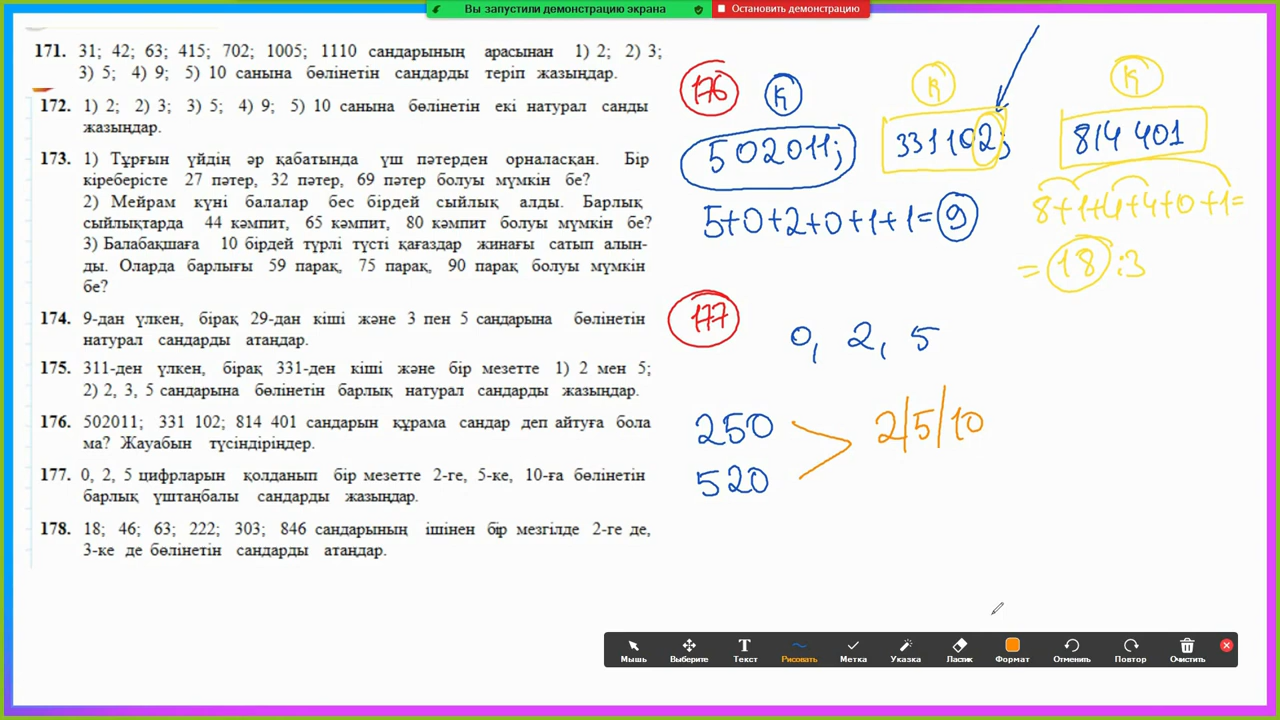 Вы запустили демонстрацию экрана
Остановить демонстрацию
171. 31; 42; 63; 415; 702; 1005; 1110 сандарының арасынан 1) 2; 2) 3;
3) 5; 4) 9; 5) 10 санына бөлінетін сандарды теріп жазыңдар.
172. 1) 2; 2) 3; 3) 5; 4) 9; 5) 10 санына бөлінетін екі натурал санды
жазыңдар.
173. 1) Тұрғын үйдің әр қабатында үш пәтерден орналасқан. Бір
кіреберісте 27 пәтер, 32 пәтер, 69 пәтер болуы мүмкін бе?
2) Мейрам күні балалар бес бірдей сыйлық алды. Барлық
сыйлықтарда 44 кәмпит, 65 кәмпит, 80 кәмпит болуы мүмкін бе?
3) Балабақшаға 10 бірдей түрлі түсті қағаздар жинағы сатып алын-
ды. Оларда барлығы 59 парақ, 75 парақ, 90 парақ болуы мүмкін
бе?
174. 9-дан үлкен, бірақ 29-дан кіші және 3 пен 5 сандарына бөлінетін
натурал сандарды атаңдар.
175. 311-ден үлкен, бірақ 331-ден кіші және бір мезетте 1) 2 мен 5;
2) 2, 3, 5 сандарына бөлінетін барлық натурал сандарды жазыңдар.
176. 502011; 331 102; 814 401 сандарын құрама сандар деп айтуға бола
ма? Жауабын түсіндіріңдер.
177. 0, 2, 5 цифрларын қолданып бір мезетте 2-ге, 5-ке, 10-ға бөлінетін
барлық үштаңбалы сандарды жазыңдар.
178. 18; 46; 63; 222; 303; 846 сандарының ішінен бір мезгілде 2-ге де,
3-ке де бөлінетін сандарды атаңдар.
176 Қ Қ Қ
502011; 331102; 814 401
5+0+2+0+1+1=9
8+1+4+4+0+1=
=18:3
177
0, 2, 5
250
520
2/5/10
Мышь Выберите Текст Рисовать Метка Указка Ластик Формат Отменить Повтор Очистить